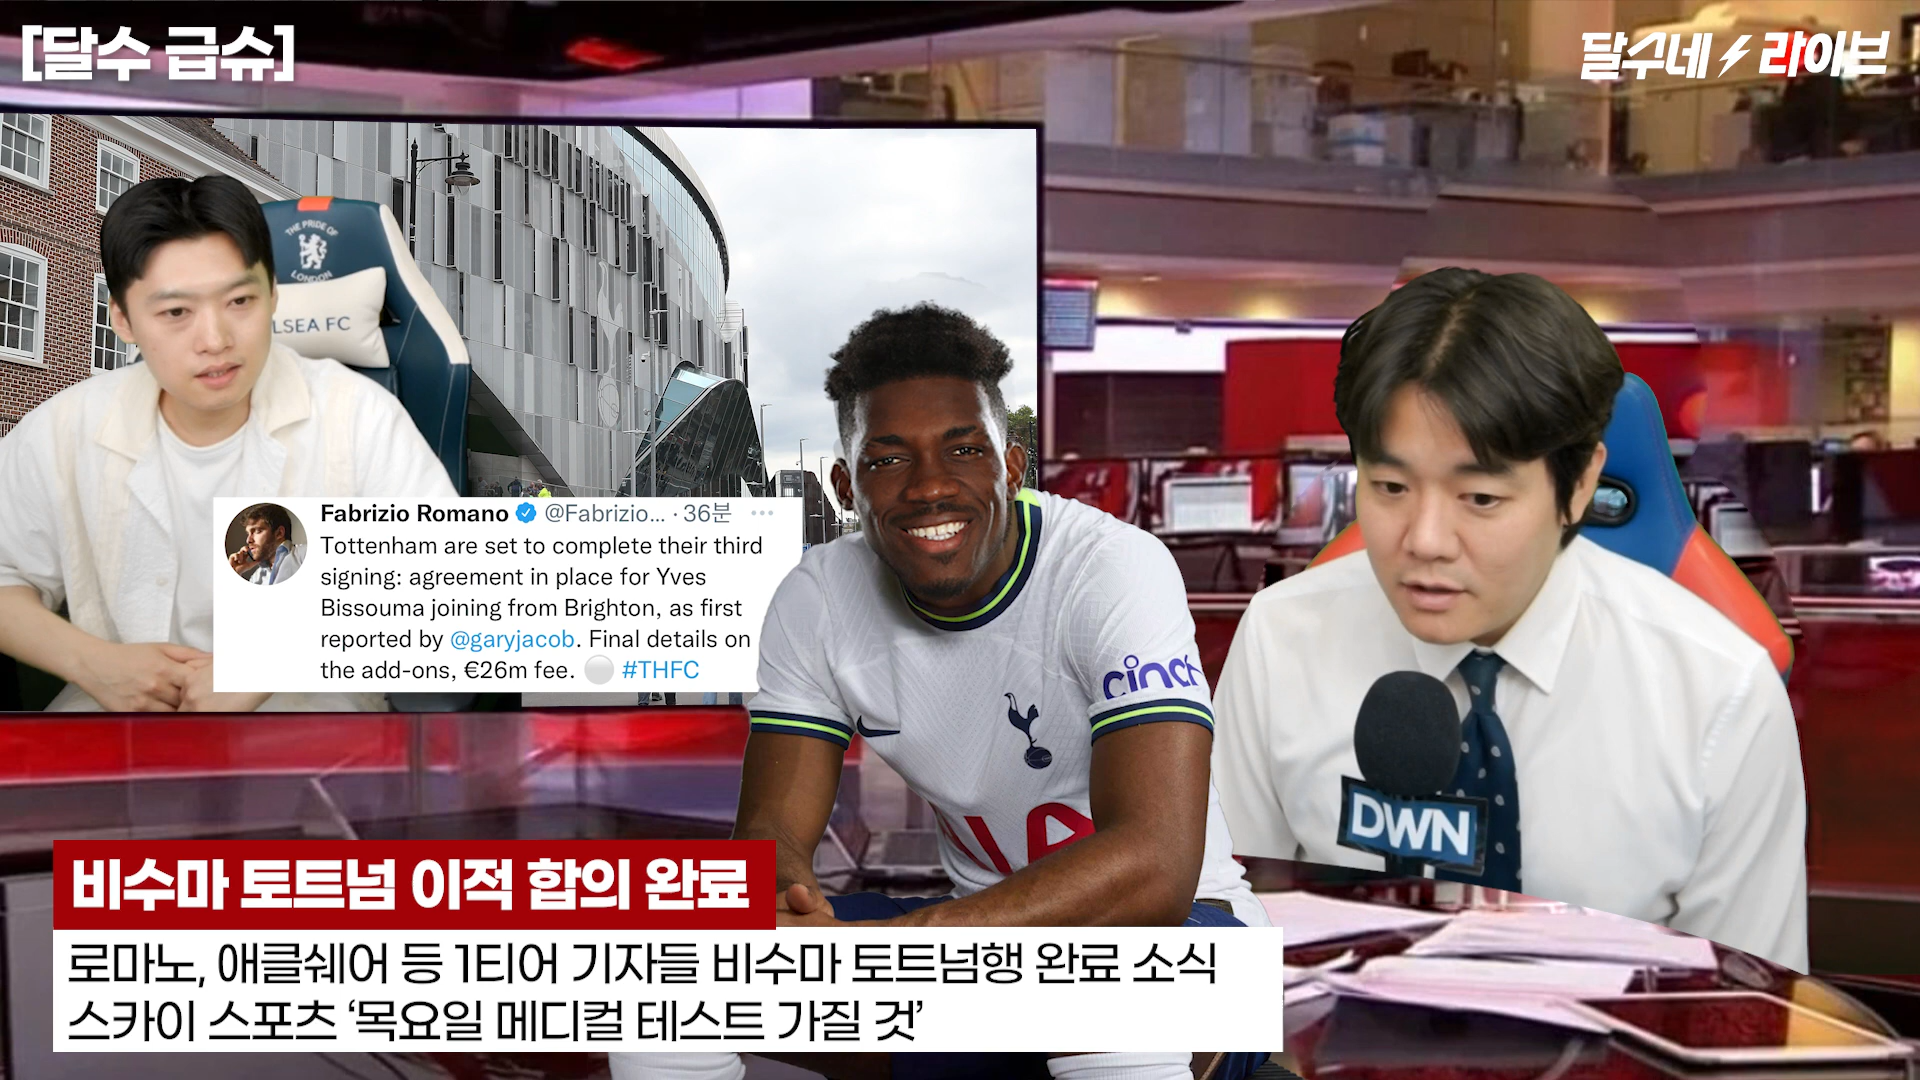 [달수 급슈]
달수네 라이브
THE PRIDE OF
LONDON
LSEA FC
Fabrizio Romano @Fabrizio... · 36분 ...
Tottenham are set to complete their third
signing: agreement in place for Yves
Bissouma joining from Brighton, as first
reported by @garyjacob. Final details on
the add-ons, €26m fee. ⚪ #THFC
cinch
IA
DWN
비수마 토트넘 이적 합의 완료
로마노, 애클쉐어 등 1티어 기자들 비수마 토트넘행 완료 소식
스카이 스포츠 ‘목요일 메디컬 테스트 가질 것’